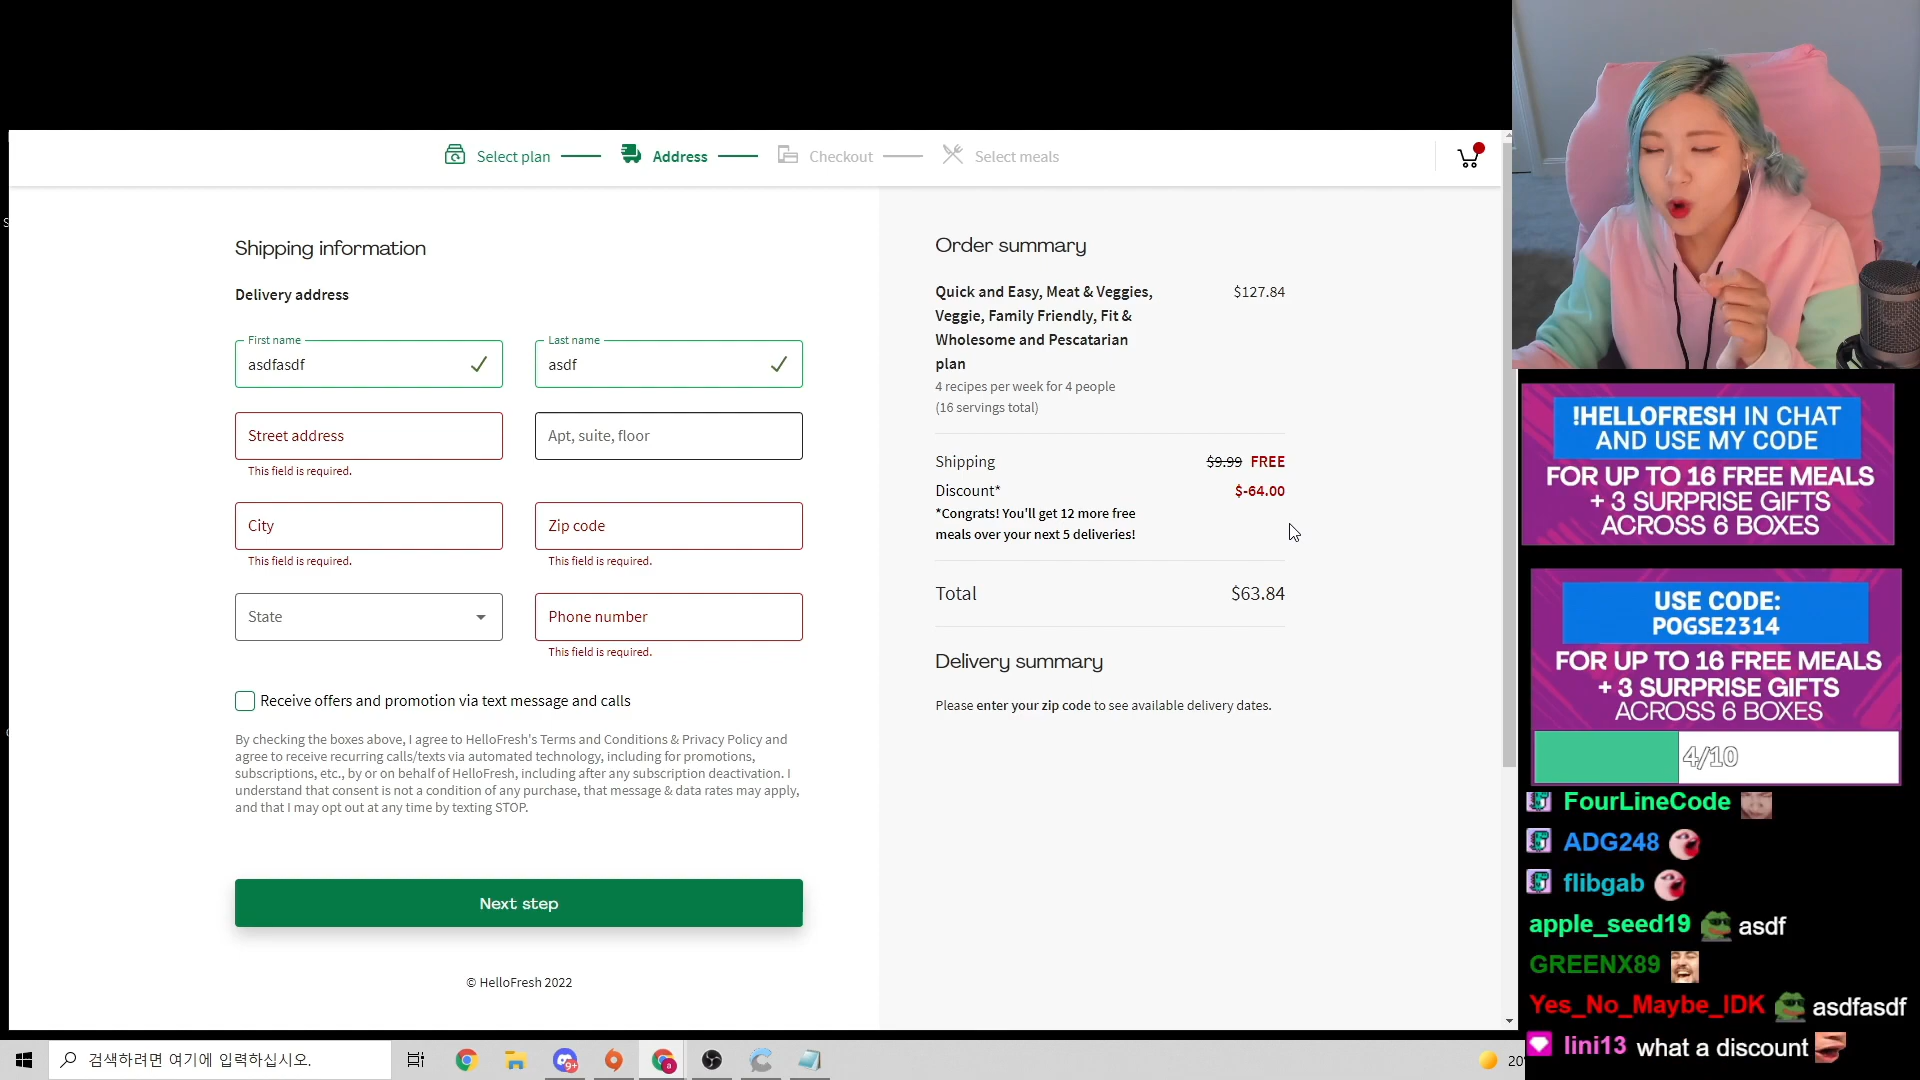 Select plan
Address
Checkout
Select meals
Shipping information
Delivery address
First name
asdfasdf
Last name
asdf
Street address
This field is required.
Apt, suite, floor
City
This field is required.
Zip code
This field is required.
State
Phone number
This field is required.
Receive offers and promotion via text message and calls
By checking the boxes above, I agree to HelloFresh's Terms and Conditions & Privacy Policy and
agree to receive recurring calls/texts via automated technology, including for promotions,
subscriptions, etc., by or on behalf of HelloFresh, including after any subscription deactivation. I
understand that consent is not a condition of any purchase, that message & data rates may apply,
and that I may opt out at any time by texting STOP.
Next step
© HelloFresh 2022
Order summary
Quick and Easy, Meat & Veggies, $127.84
Veggie, Family Friendly, Fit &
Wholesome and Pescatarian
plan
4 recipes per week for 4 people
(16 servings total)
Shipping $9.99 FREE
Discount* $-64.00
*Congrats! You'll get 12 more free
meals over your next 5 deliveries!
Total $63.84
Delivery summary
Please enter your zip code to see available delivery dates.
!HELLOFRESH IN CHAT
AND USE MY CODE
FOR UP TO 16 FREE MEALS
+ 3 SURPRISE GIFTS
ACROSS 6 BOXES
USE CODE:
POGSE2314
FOR UP TO 16 FREE MEALS
+ 3 SURPRISE GIFTS
ACROSS 6 BOXES
4/10
FourLineCode
ADG248
flibgab
apple_seed19 asdf
GREENX89
Yes_No_Maybe_IDK asdfasdf
lini13 what a discount
검색하려면 여기에 입력하십시오.
9+
a
20